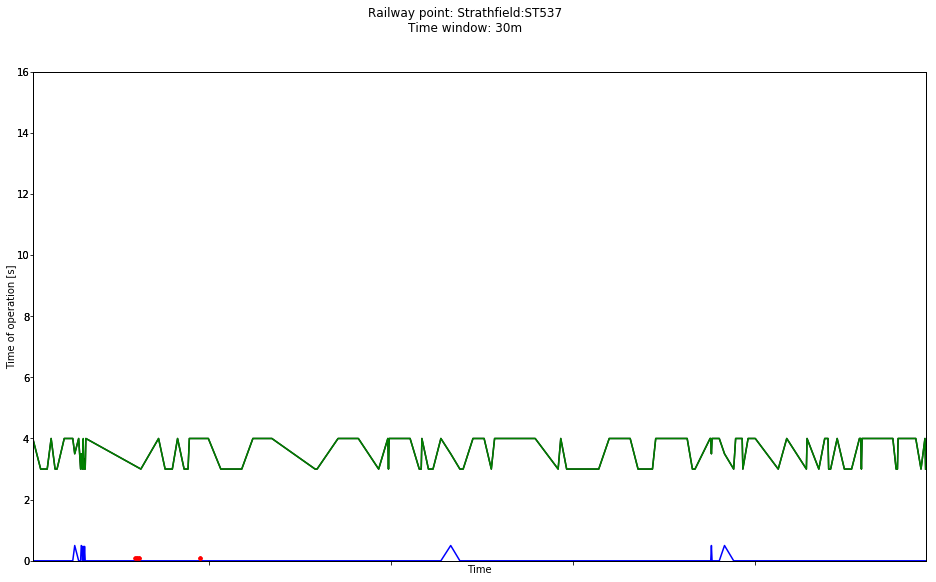 Railway point: Strathfield:ST537
Time window: 30m
16
14
12
10
8
6
4
2
0
Time of operation [s]
Time